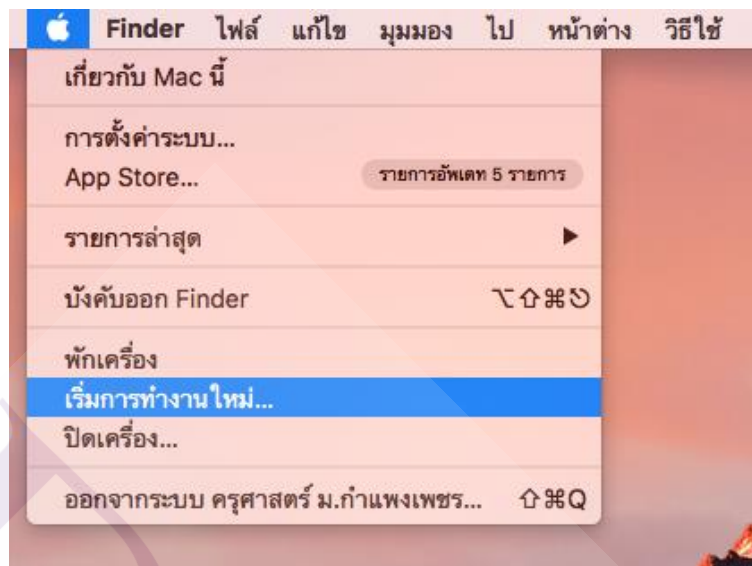 Finder ไฟล์ แก้ไข มุมมอง ไป หน้าต่าง วิธีใช้
เกี่ยวกับ Mac นี้
การตั้งค่าระบบ...
App Store... รายการอัพเดท 5 รายการ
รายการล่าสุด ▶
บังคับออก Finder ⌥⇧⌘⎋
พักเครื่อง
เริ่มการทำงานใหม่...
ปิดเครื่อง...
ออกจากระบบ ครุศาสตร์ ม.กำแพงเพชร... ⇧⌘Q